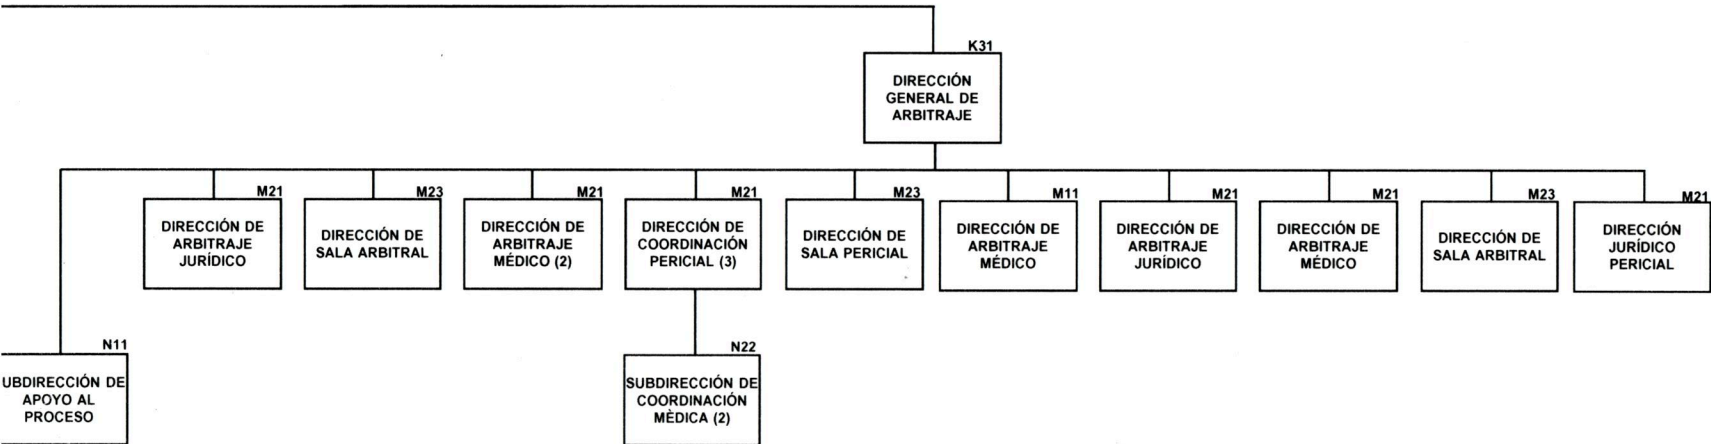 K31
DIRECCIÓN
GENERAL DE
ARBITRAJE
M21
DIRECCIÓN DE
ARBITRAJE
JURÍDICO
M23
DIRECCIÓN DE
SALA ARBITRAL
M21
DIRECCIÓN DE
ARBITRAJE
MÉDICO (2)
M21
DIRECCIÓN DE
COORDINACIÓN
PERICIAL (3)
M23
DIRECCIÓN DE
SALA PERICIAL
M11
DIRECCIÓN DE
ARBITRAJE
MÉDICO
M21
DIRECCIÓN DE
ARBITRAJE
JURÍDICO
M21
DIRECCIÓN DE
ARBITRAJE
MÉDICO
M23
DIRECCIÓN DE
SALA ARBITRAL
M21
DIRECCIÓN
JURÍDICO
PERICIAL
N11
UBDIRECCIÓN DE
APOYO AL
PROCESO
N22
SUBDIRECCIÓN DE
COORDINACIÓN
MÈDICA (2)